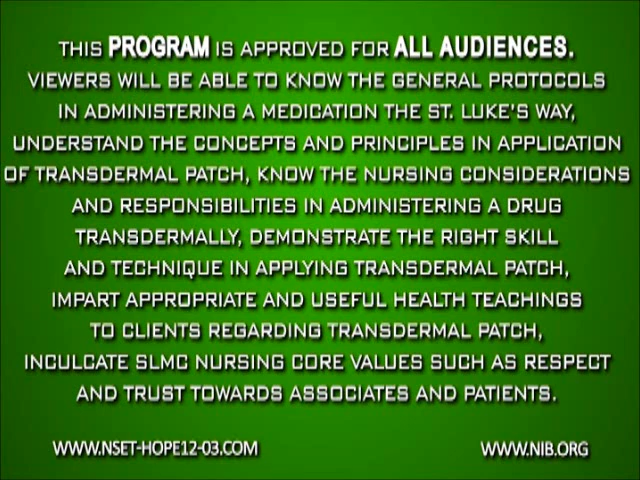 THIS PROGRAM IS APPROVED FOR ALL AUDIENCES.
VIEWERS WILL BE ABLE TO KNOW THE GENERAL PROTOCOLS
IN ADMINISTERING A MEDICATION THE ST. LUKE'S WAY,
UNDERSTAND THE CONCEPTS AND PRINCIPLES IN APPLICATION
OF TRANSDERMAL PATCH, KNOW THE NURSING CONSIDERATIONS
AND RESPONSIBILITIES IN ADMINISTERING A DRUG
TRANSDERMALLY, DEMONSTRATE THE RIGHT SKILL
AND TECHNIQUE IN APPLYING TRANSDERMAL PATCH,
IMPART APPROPRIATE AND USEFUL HEALTH TEACHINGS
TO CLIENTS REGARDING TRANSDERMAL PATCH,
INCULCATE SLMC NURSING CORE VALUES SUCH AS RESPECT
AND TRUST TOWARDS ASSOCIATES AND PATIENTS.
WWW.NSET-HOPE12-03.COM WWW.NIB.ORG